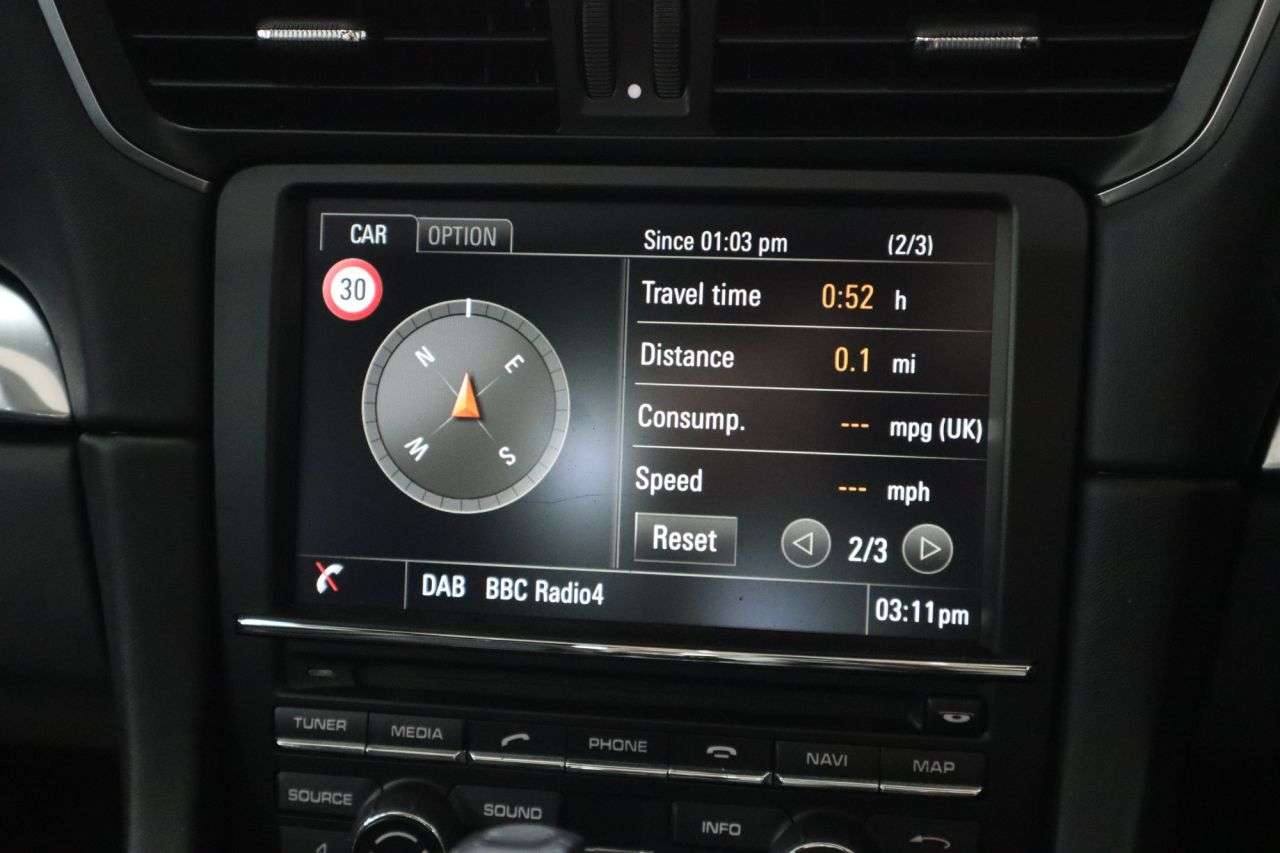 CAR OPTION Since 01:03 pm (2/3)
30
Travel time 0:52 h
N E
Distance 0.1 mi
W S
Consump. --- mpg (UK)
Speed --- mph
Reset 2/3
DAB BBC Radio4 03:11pm
TUNER MEDIA PHONE NAVI MAP
SOURCE SOUND INFO